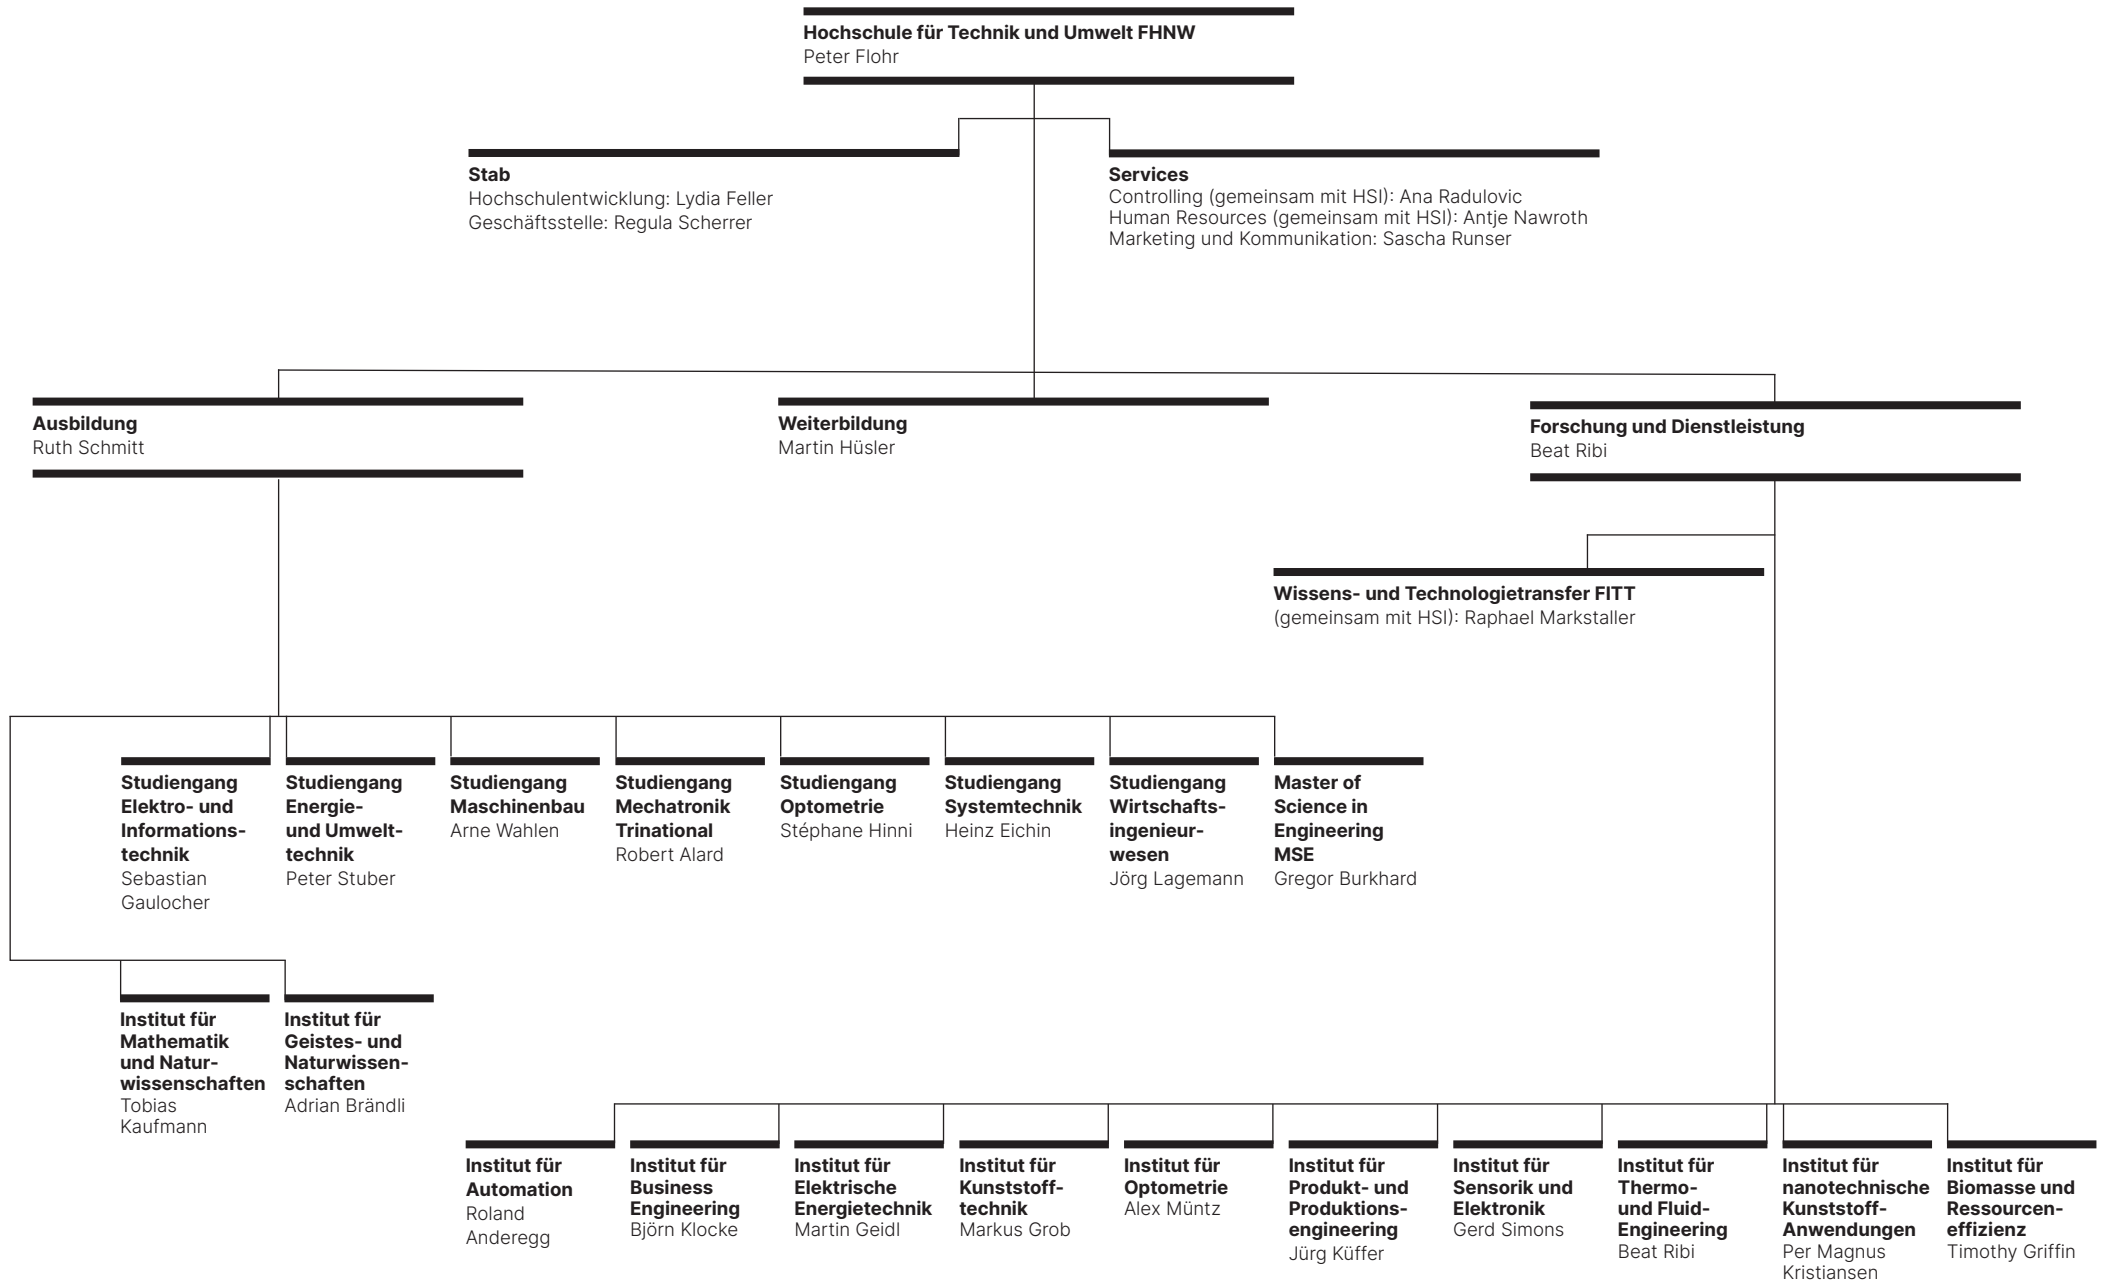 Hochschule für Technik und Umwelt FHNW
Peter Flohr
Stab
Hochschulentwicklung: Lydia Feller
Geschäftsstelle: Regula Scherrer
Services
Controlling (gemeinsam mit HSI): Ana Radulovic
Human Resources (gemeinsam mit HSI): Antje Nawroth
Marketing und Kommunikation: Sascha Runser
Ausbildung
Ruth Schmitt
Weiterbildung
Martin Hüsler
Forschung und Dienstleistung
Beat Ribi
Wissens- und Technologietransfer FITT
(gemeinsam mit HSI): Raphael Markstaller
Studiengang
Elektro- und
Informations-
technik
Sebastian
Gaulocher
Studiengang
Energie-
und Umwelt-
technik
Peter Stuber
Studiengang
Maschinenbau
Arne Wahlen
Studiengang
Mechatronik
Trinational
Robert Alard
Studiengang
Optometrie
Stéphane Hinni
Studiengang
Systemtechnik
Heinz Eichin
Studiengang
Wirtschafts-
ingenieur-
wesen
Jörg Lagemann
Master of
Science in
Engineering
MSE
Gregor Burkhard
Institut für
Mathematik
und Natur-
wissenschaften
Tobias
Kaufmann
Institut für
Geistes- und
Naturwissen-
schaften
Adrian Brändli
Institut für
Automation
Roland
Anderegg
Institut für
Business
Engineering
Björn Klocke
Institut für
Elektrische
Energietechnik
Martin Geidl
Institut für
Kunststoff-
technik
Markus Grob
Institut für
Optometrie
Alex Müntz
Institut für
Produkt- und
Produktions-
engineering
Jürg Küffer
Institut für
Sensorik und
Elektronik
Gerd Simons
Institut für
Thermo-
und Fluid-
Engineering
Beat Ribi
Institut für
nanotechnische
Kunststoff-
Anwendungen
Per Magnus
Kristiansen
Institut für
Biomasse und
Ressourcen-
effizienz
Timothy Griffin